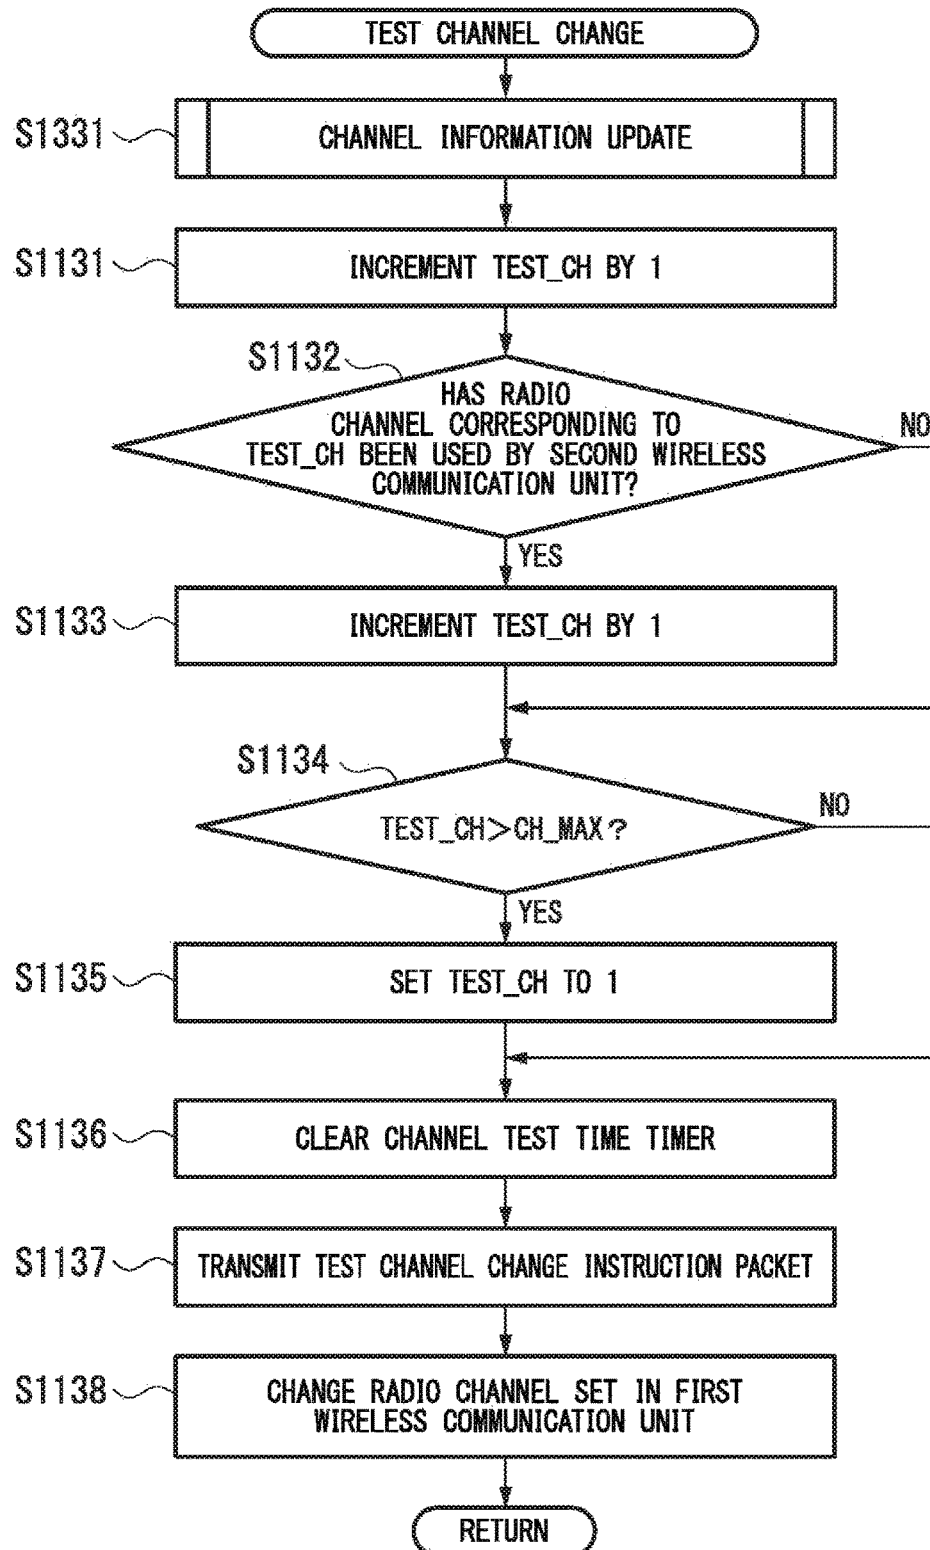 TEST CHANNEL CHANGE
S1331
CHANNEL INFORMATION UPDATE
S1131
INCREMENT TEST_CH BY 1
S1132
HAS RADIO
CHANNEL CORRESPONDING TO
TEST_CH BEEN USED BY SECOND WIRELESS
COMMUNICATION UNIT?
NO
YES
S1133
INCREMENT TEST_CH BY 1
S1134
TEST_CH>CH_MAX?
NO
YES
S1135
SET TEST_CH TO 1
S1136
CLEAR CHANNEL TEST TIME TIMER
S1137
TRANSMIT TEST CHANNEL CHANGE INSTRUCTION PACKET
S1138
CHANGE RADIO CHANNEL SET IN FIRST
WIRELESS COMMUNICATION UNIT
RETURN